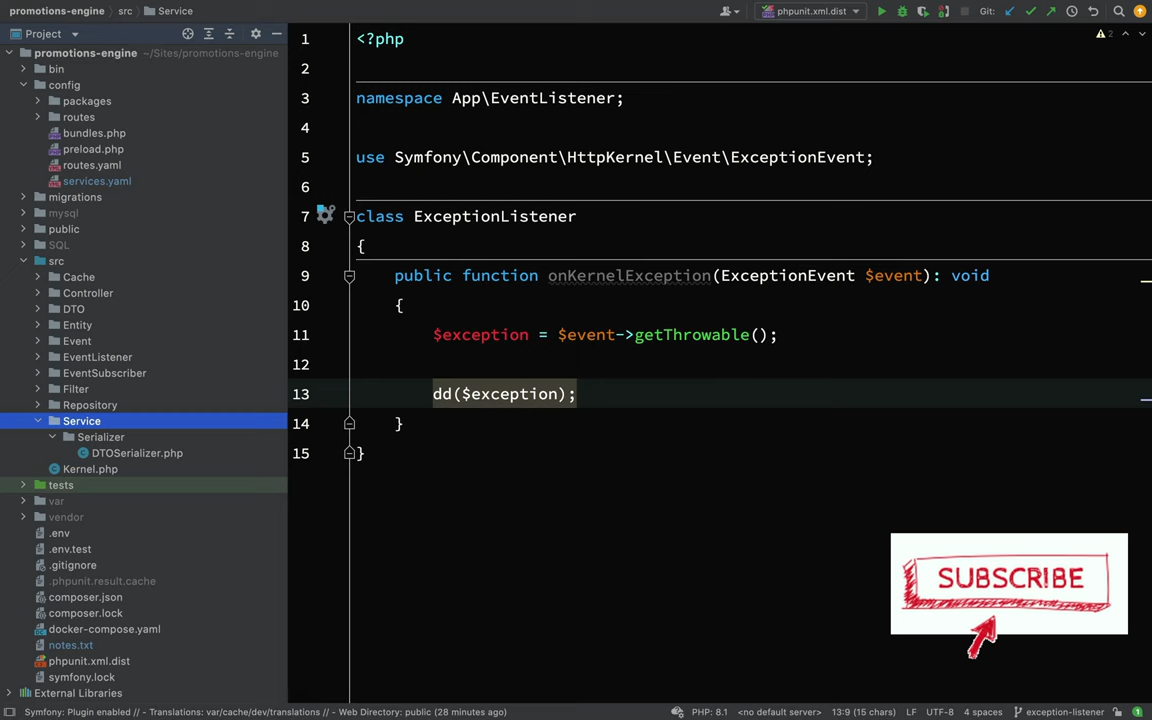 promotions-engine src Service
phpunit.xml.dist
Git:
Project
promotions-engine ~/Sites/promotions-engine
bin
config
packages
routes
bundles.php
preload.php
routes.yaml
services.yaml
migrations
mysql
public
SQL
src
Cache
Controller
DTO
Entity
Event
EventListener
EventSubscriber
Filter
Repository
Service
Serializer
DTOSerializer.php
Kernel.php
tests
var
vendor
.env
.env.test
.gitignore
.phpunit.result.cache
composer.json
composer.lock
docker-compose.yaml
notes.txt
phpunit.xml.dist
symfony.lock
External Libraries
1 <?php
2
3 namespace App\EventListener;
4
5 use Symfony\Component\HttpKernel\Event\ExceptionEvent;
6
7 class ExceptionListener
8 {
9 public function onKernelException(ExceptionEvent $event): void
10 {
11 $exception = $event->getThrowable();
12
13 dd($exception);
14 }
15 }
2
SUBSCRIBE
Symfony: Plugin enabled // - Translations: var/cache/dev/translations // - Web Directory: public (28 minutes ago)
PHP: 8.1 <no default server> 13:9 (15 chars) LF UTF-8 4 spaces exception-listener 1